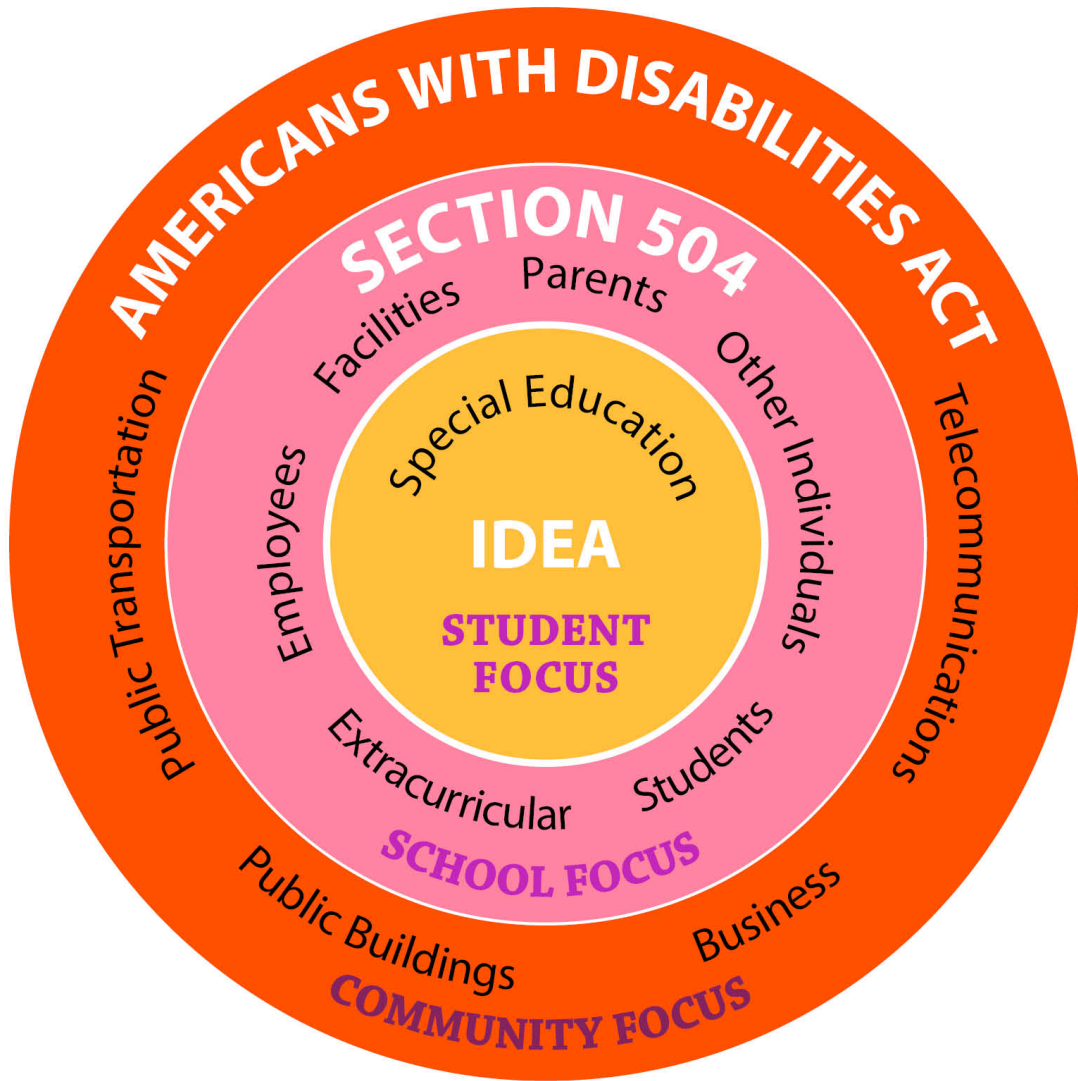 AMERICANS WITH DISABILITIES ACT
SECTION 504
Parents
Facilities
Other Individuals
Special Education
Public Transportation
Telecommunications
Employees
IDEA
STUDENT
FOCUS
Extracurricular
Students
SCHOOL FOCUS
Public Buildings
Business
COMMUNITY FOCUS